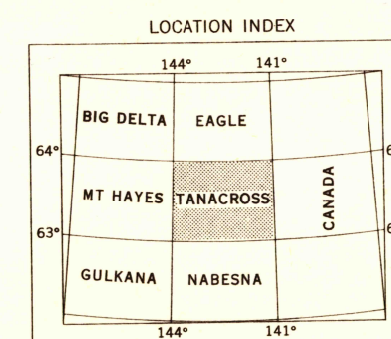 LOCATION INDEX
144° 141°
BIG DELTA EAGLE
64°
MT HAYES TANACROSS CANADA
63°
GULKANA NABESNA
144° 141°